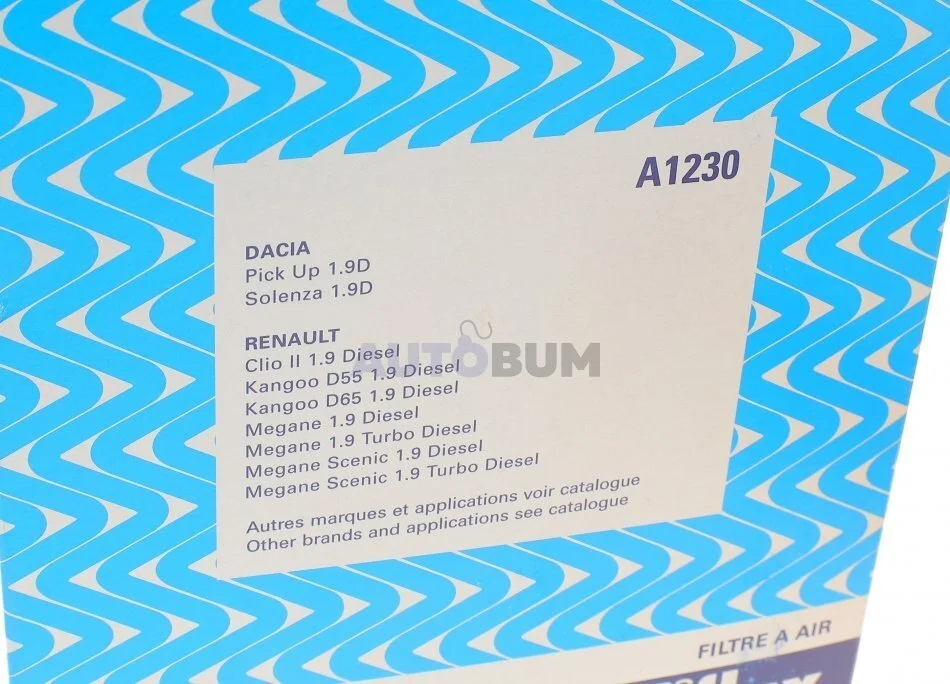 A1230
DACIA
Pick Up 1.9D
Solenza 1.9D
RENAULT
Clio II 1.9 Diesel
Kangoo D55 1.9 Diesel
Kangoo D65 1.9 Diesel
Megane 1.9 Diesel
Megane 1.9 Turbo Diesel
Megane Scenic 1.9 Diesel
Megane Scenic 1.9 Turbo Diesel
AUTOBUM
Autres marques et applications voir catalogue
Other brands and applications see catalogue
FILTRE A AIR